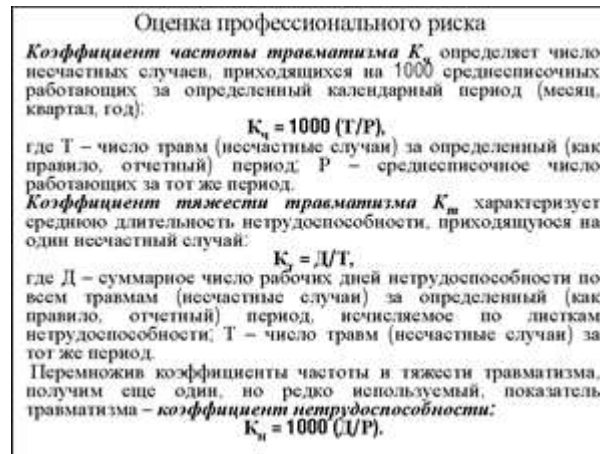 Оценка профессионального риска
Коэффициент частоты травматизма Кч определяет число
несчастных случаев, приходящихся на 1000 среднесписочных
работающих за определенный календарный период (месяц,
квартал, год):
Кч = 1000 (Т/Р),
где Т – число травм (несчастные случаи) за определенный (как
правило, отчетный) период; Р – среднесписочное число
работающих за тот же период.
Коэффициент тяжести травматизма Кт характеризует
среднюю длительность нетрудоспособности, приходящуюся на
один несчастный случай:
Кт = Д/Т,
где Д – суммарное число рабочих дней нетрудоспособности по
всем травмам (несчастные случаи) за определенный (как
правило, отчетный) период, исчисляемое по листкам
нетрудоспособности; Т – число травм (несчастные случаи) за
тот же период.
Перемножив коэффициенты частоты и тяжести травматизма,
получим еще один, но редко используемый, показатель
травматизма – коэффициент нетрудоспособности:
Кн = 1000 (Д/Р).